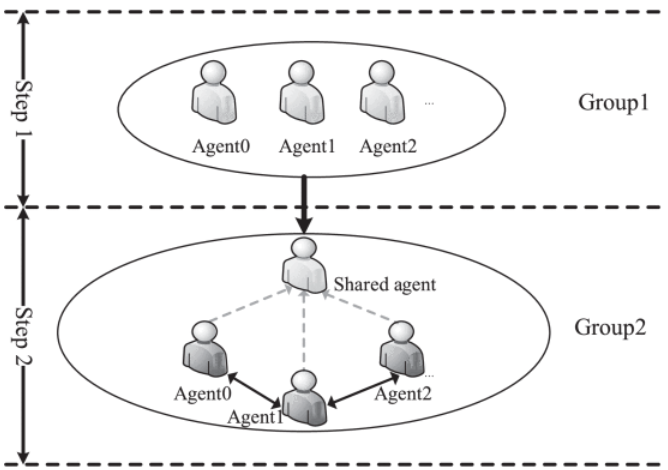 Step 1
Agent0
Agent1
Agent2
...
Group1
Step 2
Shared agent
Group2
Agent0
Agent1
Agent2
...